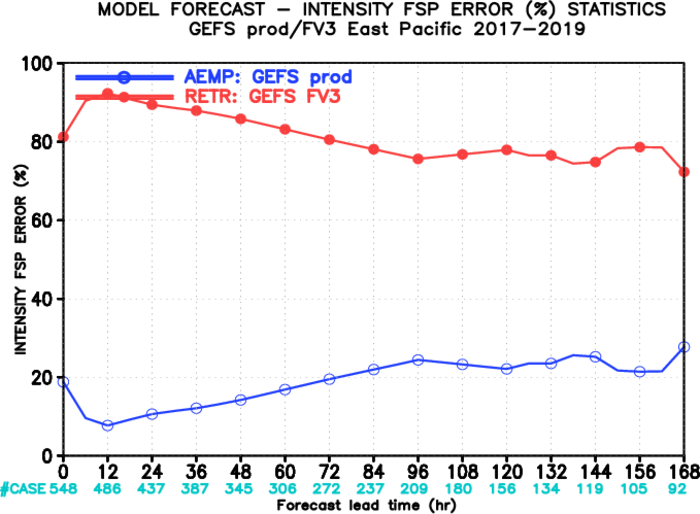 MODEL FORECAST – INTENSITY FSP ERROR (%) STATISTICS
GEFS prod/FV3 East Pacific 2017–2019
AEMP: GEFS prod
RETR: GEFS FV3
INTENSITY FSP ERROR (%)
100
80
60
40
20
0
0 12 24 36 48 60 72 84 96 108 120 132 144 156 168
#CASE 548 486 437 387 345 306 272 237 209 180 156 134 119 105 92
Forecast lead time (hr)